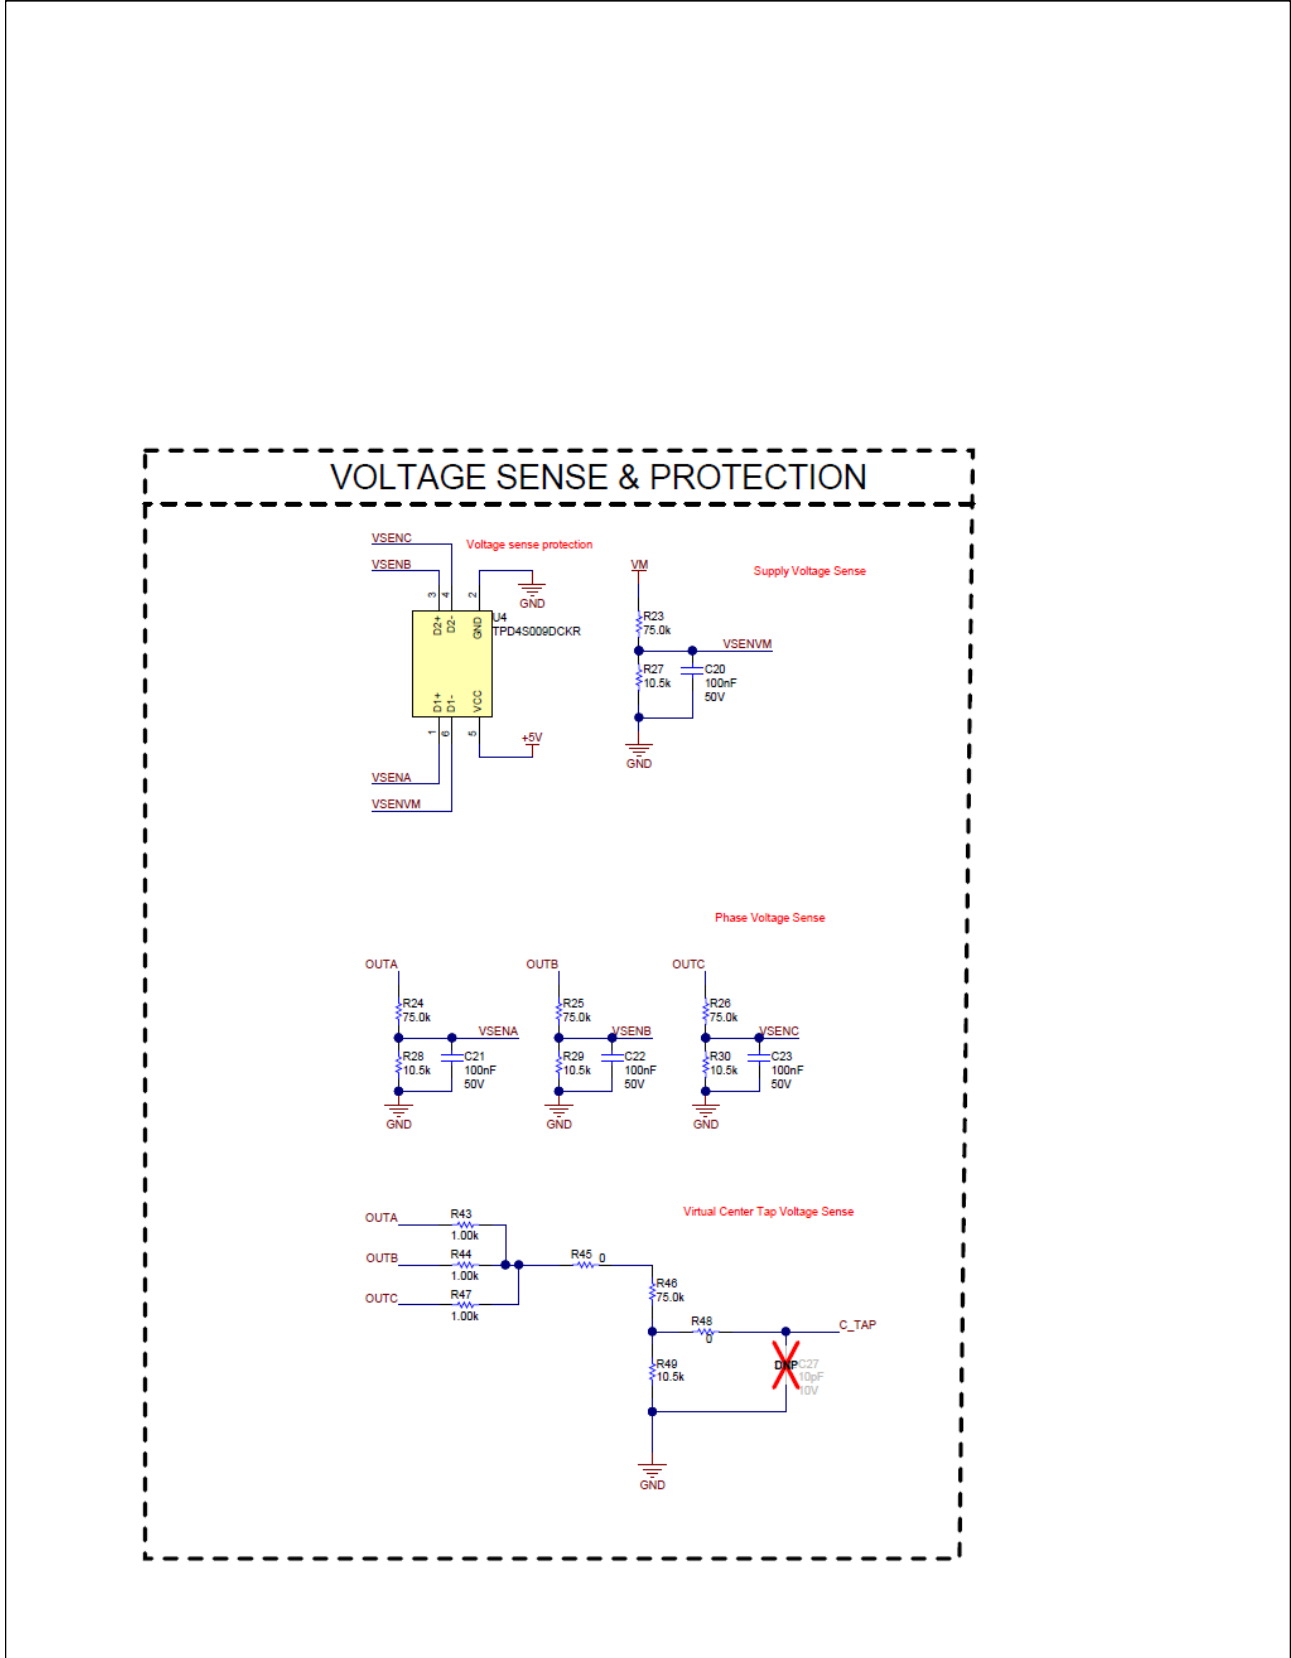 VOLTAGE SENSE & PROTECTION
VSENC
Voltage sense protection
VSENB
VM
Supply Voltage Sense
3
4
2
GND
D2+
D2-
GND
U4
TPD4S009DCKR
R23
75.0k
VSENVM
R27
10.5k
C20
100nF
50V
D1+
D1-
VCC
1
6
5
+5V
GND
VSENA
VSENVM
Phase Voltage Sense
OUTA
OUTB
OUTC
R24
75.0k
R25
75.0k
R26
75.0k
VSENA
VSENB
VSENC
R28
10.5k
C21
100nF
50V
R29
10.5k
C22
100nF
50V
R30
10.5k
C23
100nF
50V
GND
GND
GND
Virtual Center Tap Voltage Sense
OUTA
R43
1.00k
OUTB
R44
1.00k
R45 0
OUTC
R47
1.00k
R46
75.0k
R48
0
C_TAP
R49
10.5k
DNP
C27
10pF
10V
GND